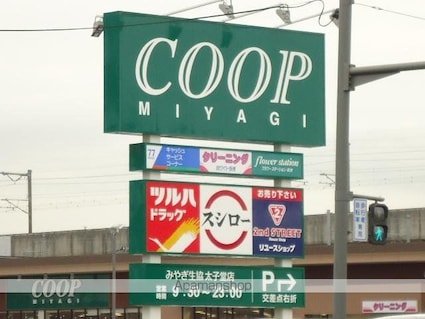 COOP
MIYAGI
77
キャッシュ
サービス
コーナー
クリーニング
flower station
ツルハ
ドラッグ
スシロー
お売り下さい
2nd STREET
リユースショップ
みやぎ生協 太子堂店
営業
時間
9:30～23:00
P
交差点右折
COOP
MIYAGI
クリーニング
Apamanshop